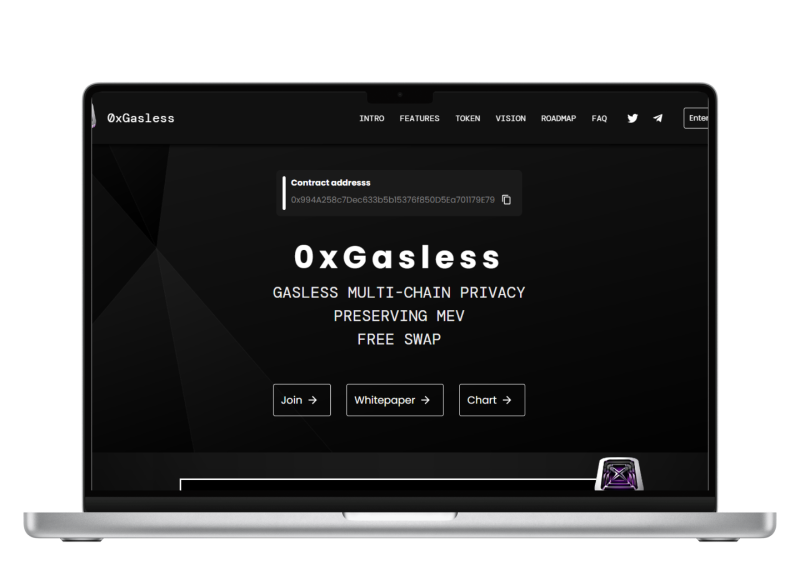 0xGasless
INTRO FEATURES TOKEN VISION ROADMAP FAQ Enter
Contract addresss
0x994A258c7Dec633b5b15376f850D5Ea701179E79
0xGasless
GASLESS MULTI-CHAIN PRIVACY
PRESERVING MEV
FREE SWAP
Join → Whitepaper → Chart →